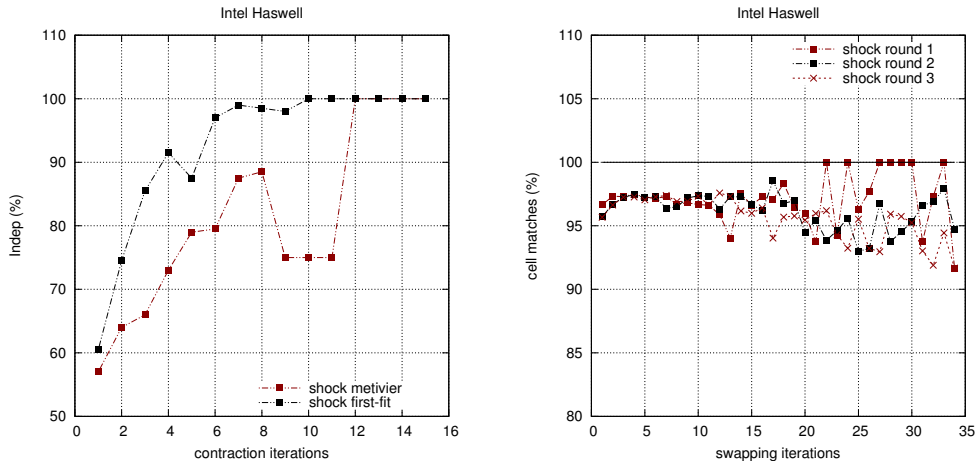 Intel Haswell
110
100
90
80
70
60
50
Indep (%)
0 2 4 6 8 10 12 14 16
contraction iterations
shock metivier
shock first-fit
Intel Haswell
110
105
100
95
90
85
80
cell matches (%)
0 5 10 15 20 25 30 35
swapping iterations
shock round 1
shock round 2
shock round 3